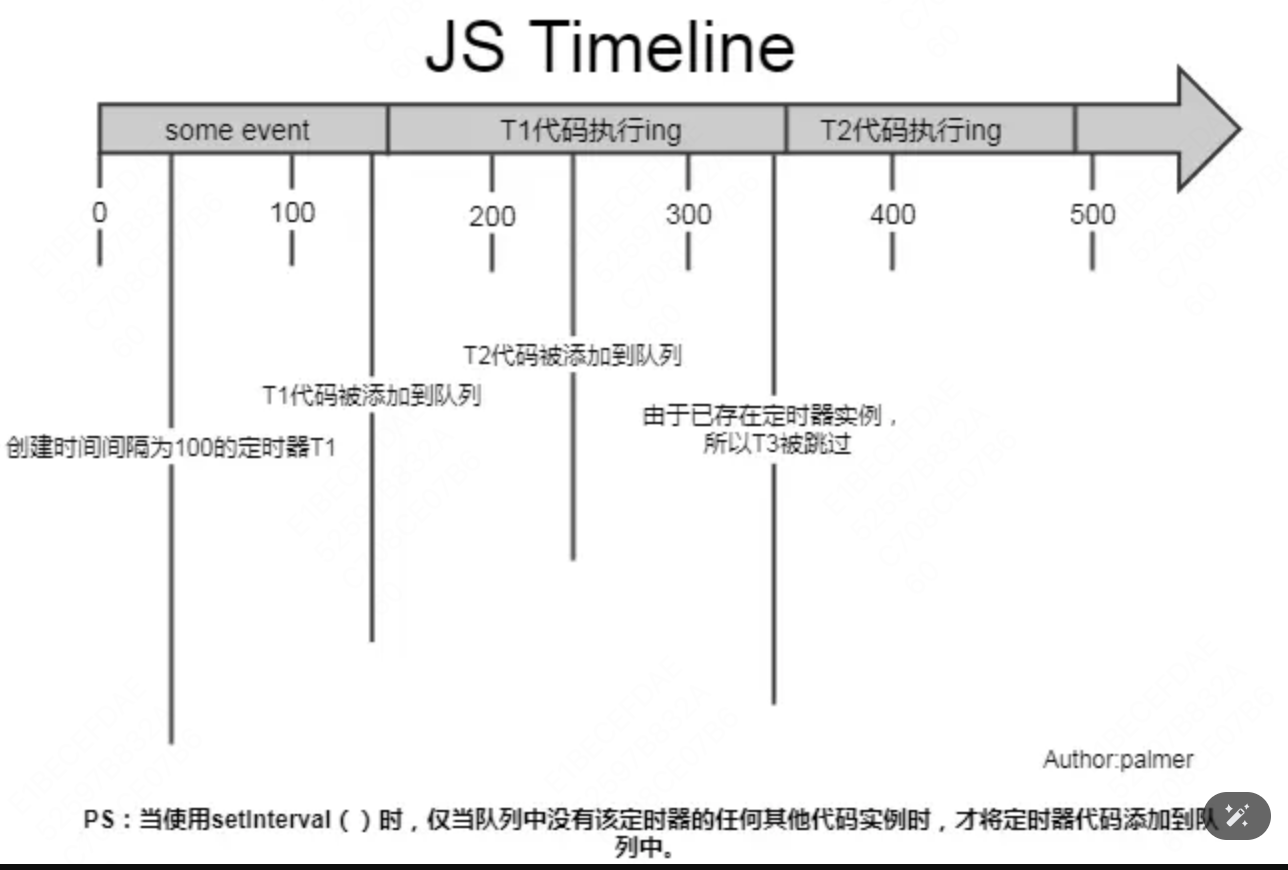 JS Timeline
some event
T1代码执行ing
T2代码执行ing
0
100
200
300
400
500
T2代码被添加到队列
T1代码被添加到队列
由于已存在定时器实例，
所以T3被跳过
创建时间间隔为100的定时器T1
Author:palmer
PS：当使用setInterval（）时，仅当队列中没有该定时器的任何其他代码实例时，才将定时器代码添加到队
列中。